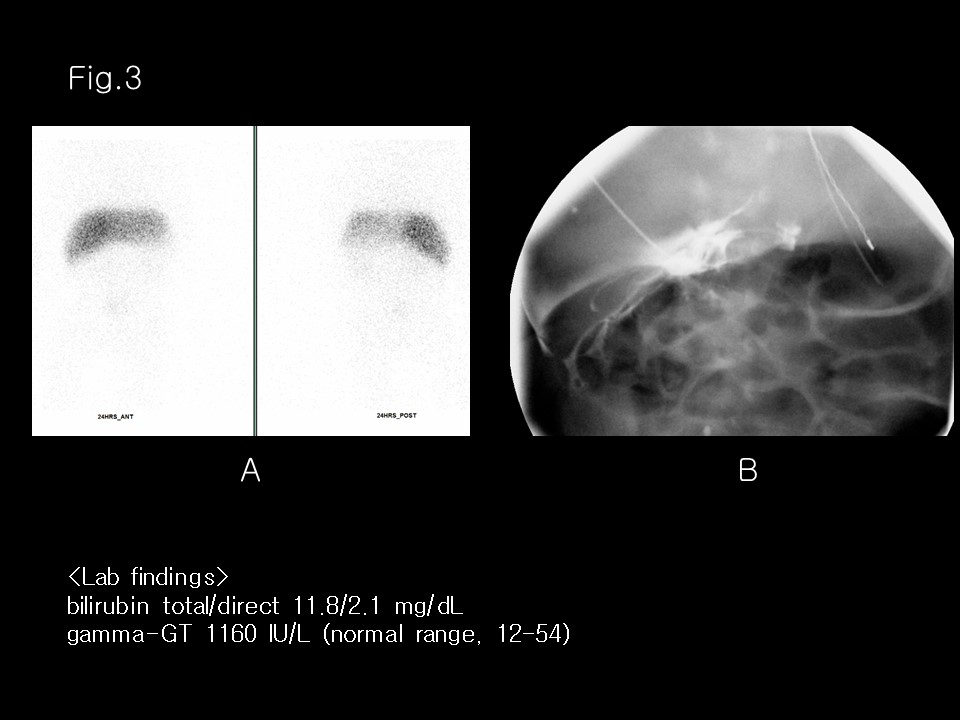 Fig.3
24HRS_ANT
24HRS_POST
A
B
<Lab findings>
bilirubin total/direct 11.8/2.1 mg/dL
gamma-GT 1160 IU/L (normal range, 12-54)